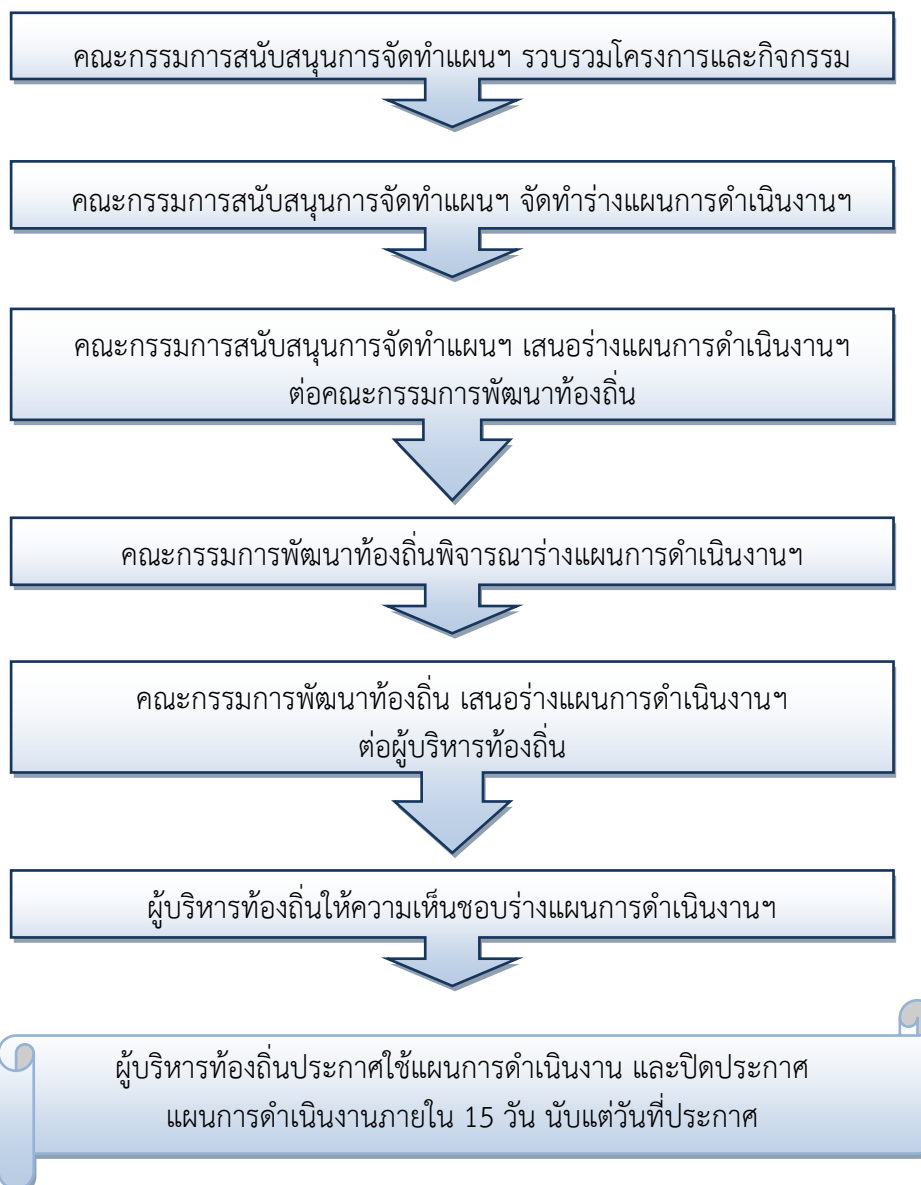 คณะกรรมการสนับสนุนการจัดทำแผนฯ รวบรวมโครงการและกิจกรรม
คณะกรรมการสนับสนุนการจัดทำแผนฯ จัดทำร่างแผนการดำเนินงานฯ
คณะกรรมการสนับสนุนการจัดทำแผนฯ เสนอร่างแผนการดำเนินงานฯ
ต่อคณะกรรมการพัฒนาท้องถิ่น
คณะกรรมการพัฒนาท้องถิ่นพิจารณาร่างแผนการดำเนินงานฯ
คณะกรรมการพัฒนาท้องถิ่น เสนอร่างแผนการดำเนินงานฯ
ต่อผู้บริหารท้องถิ่น
ผู้บริหารท้องถิ่นให้ความเห็นชอบร่างแผนการดำเนินงานฯ
ผู้บริหารท้องถิ่นประกาศใช้แผนการดำเนินงาน และปิดประกาศ
แผนการดำเนินงานภายใน 15 วัน นับแต่วันที่ประกาศ